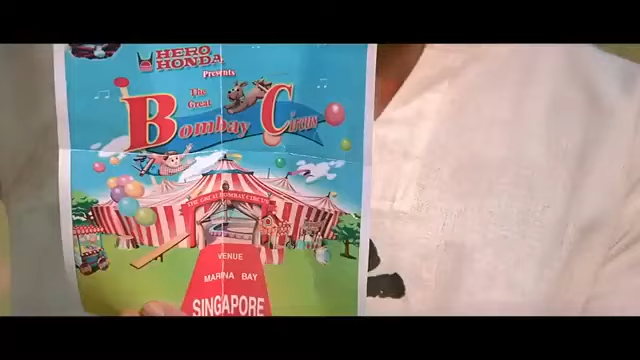 HERO
HONDA
Presents
The
Great
Bombay Circus
THE GREAT BOMBAY CIRCUS
VENUE
MARINA BAY
SINGAPORE